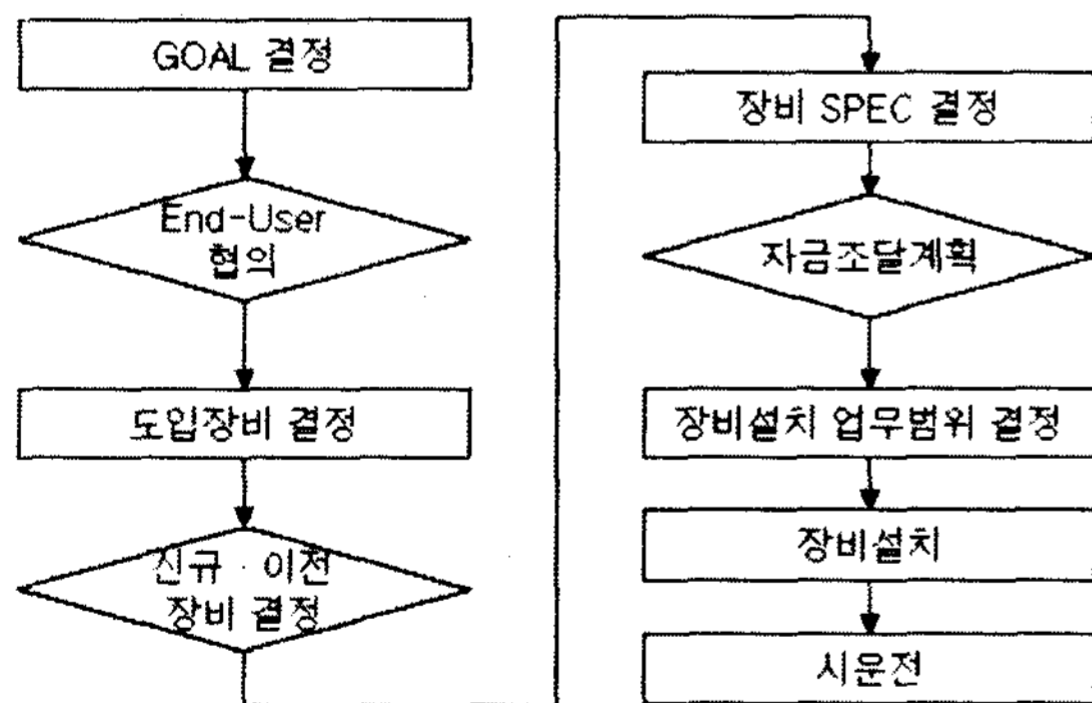 GOAL 결정
End-User
협의
도입장비 결정
신규 · 이전
장비 결정
장비 SPEC 결정
자금조달계획
장비설치 업무범위 결정
장비설치
시운전